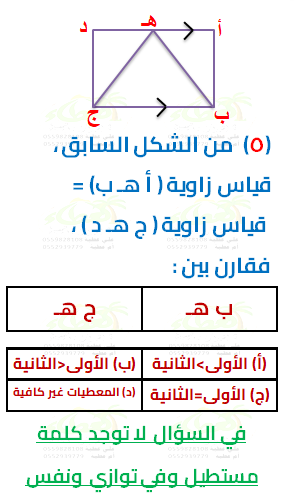 د هـ أ
ج ب
(٥) من الشكل السابق ،
قياس زاوية ( أ هـ ب) =
قياس زاوية ( ج هـ د ) ،
فقارن بين :
ب هـ ج هـ
(أ) الأولى>الثانية (ب) الأولى<الثانية
(ج) الأولى=الثانية (د) المعطيات غير كافية
في السؤال لا توجد كلمة
مستطيل وفي توازي ونفس